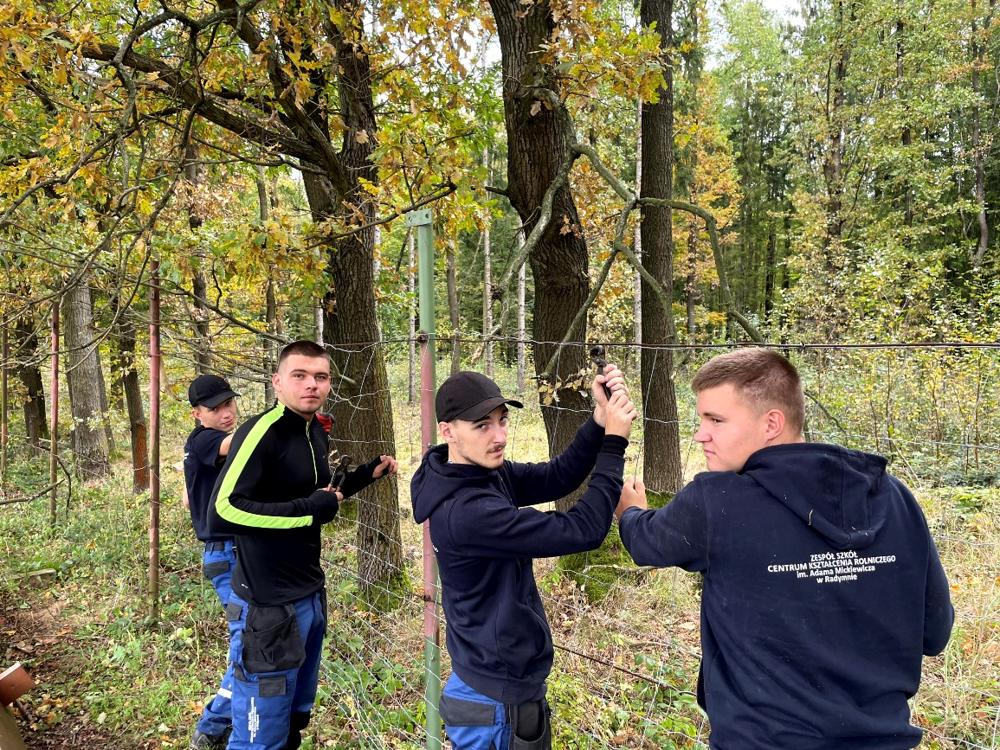 ZESPÓŁ SZKÓŁ
CENTRUM KSZTAŁCENIA ROLNICZEGO
im. Adama Mickiewicza
w Radymnie